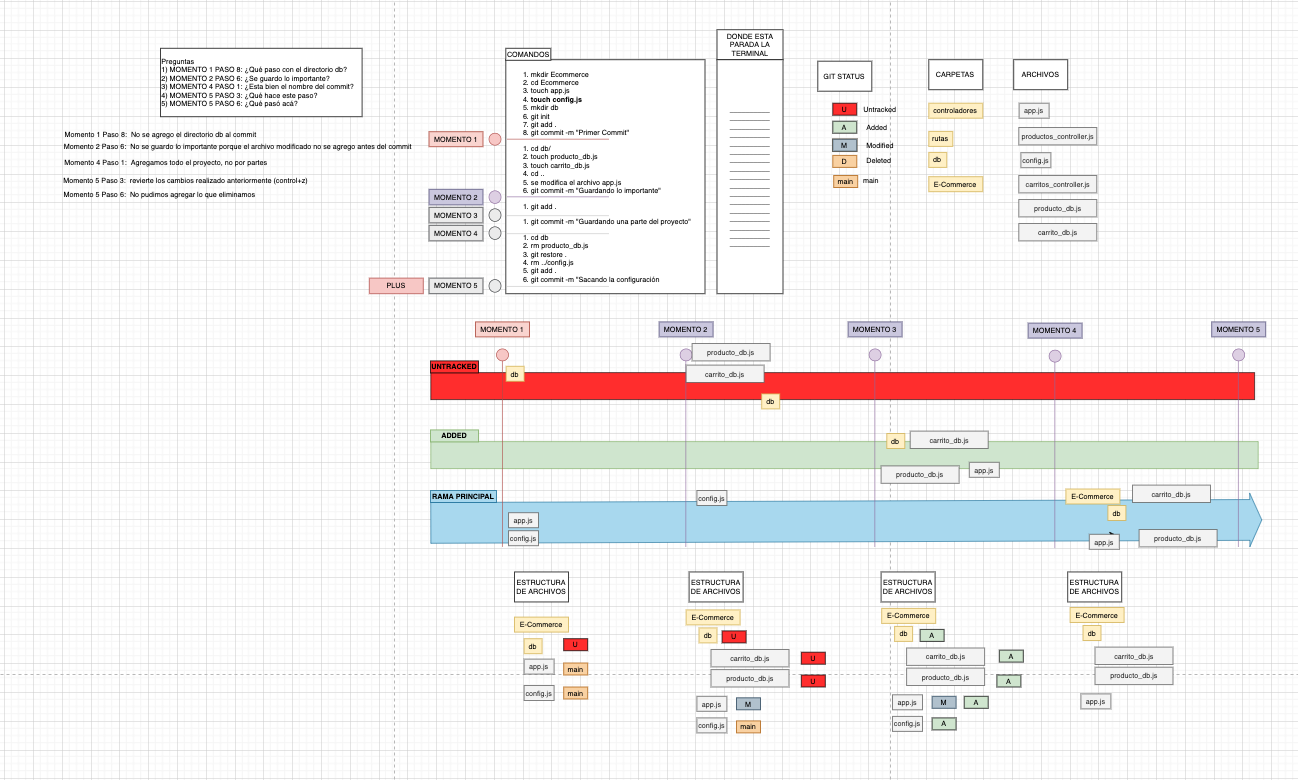 Preguntas
1) MOMENTO 1 PASO 8: ¿Qué paso con el directorio db?
2) MOMENTO 2 PASO 6: ¿Se guardo lo importante?
3) MOMENTO 4 PASO 1: ¿Esta bien el nombre del commit?
4) MOMENTO 5 PASO 3: ¿Qué hace este paso?
5) MOMENTO 5 PASO 6: ¿Qué pasó acá?
Momento 1 Paso 8: No se agrego el directorio db al commit
Momento 2 Paso 6: No se guardo lo importante porque el archivo modificado no se agrego antes del commit
Momento 4 Paso 1: Agregamos todo el proyecto, no por partes
Momento 5 Paso 3: revierte los cambios realizado anteriormente (control+z)
Momento 5 Paso 6: No pudimos agregar lo que eliminamos
COMANDOS
1. mkdir Ecommerce
2. cd Ecommerce
3. touch app.js
4. touch config.js
5. mkdir db
6. git init
7. git add .
8. git commit -m "Primer Commit"
MOMENTO 1
1. cd db/
2. touch producto_db.js
3. touch carrito_db.js
4. cd ..
5. se modifica el archivo app.js
6. git commit -m "Guardando lo importante"
MOMENTO 2
1. git add .
MOMENTO 3
1. git commit -m "Guardando una parte del proyecto"
MOMENTO 4
1. cd db
2. rm producto_db.js
3. git restore .
4. rm ../config.js
5. git add .
6. git commit -m "Sacando la configuración
PLUS
MOMENTO 5
DONDE ESTA
PARADA LA
TERMINAL
GIT STATUS
U Untracked
A Added
M Modified
D Deleted
main main
CARPETAS
controladores
rutas
db
E-Commerce
ARCHIVOS
app.js
productos_controller.js
config.js
carritos_controller.js
producto_db.js
carrito_db.js
MOMENTO 1
MOMENTO 2
MOMENTO 3
MOMENTO 4
MOMENTO 5
producto_db.js
UNTRACKED
db
carrito_db.js
db
ADDED
db
carrito_db.js
producto_db.js
app.js
RAMA PRINCIPAL
config.js
E-Commerce
carrito_db.js
app.js
db
config.js
app.js
producto_db.js
ESTRUCTURA
DE ARCHIVOS
E-Commerce
db U
app.js main
config.js main
ESTRUCTURA
DE ARCHIVOS
E-Commerce
db U
carrito_db.js U
producto_db.js U
app.js M
config.js main
ESTRUCTURA
DE ARCHIVOS
E-Commerce
db A
carrito_db.js A
producto_db.js A
app.js M A
config.js A
ESTRUCTURA
DE ARCHIVOS
E-Commerce
db
carrito_db.js
producto_db.js
app.js